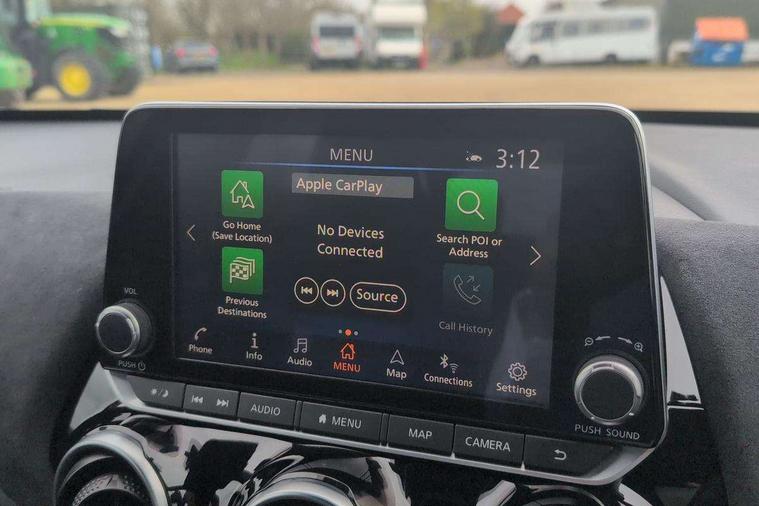 MENU
3:12
Apple CarPlay
Go Home
(Save Location)
No Devices
Connected
Search POI or
Address
Previous
Destinations
Source
Call History
Phone
Info
Audio
MENU
Map
Connections
Settings
VOL
PUSH
AUDIO
MENU
MAP
CAMERA
PUSH SOUND